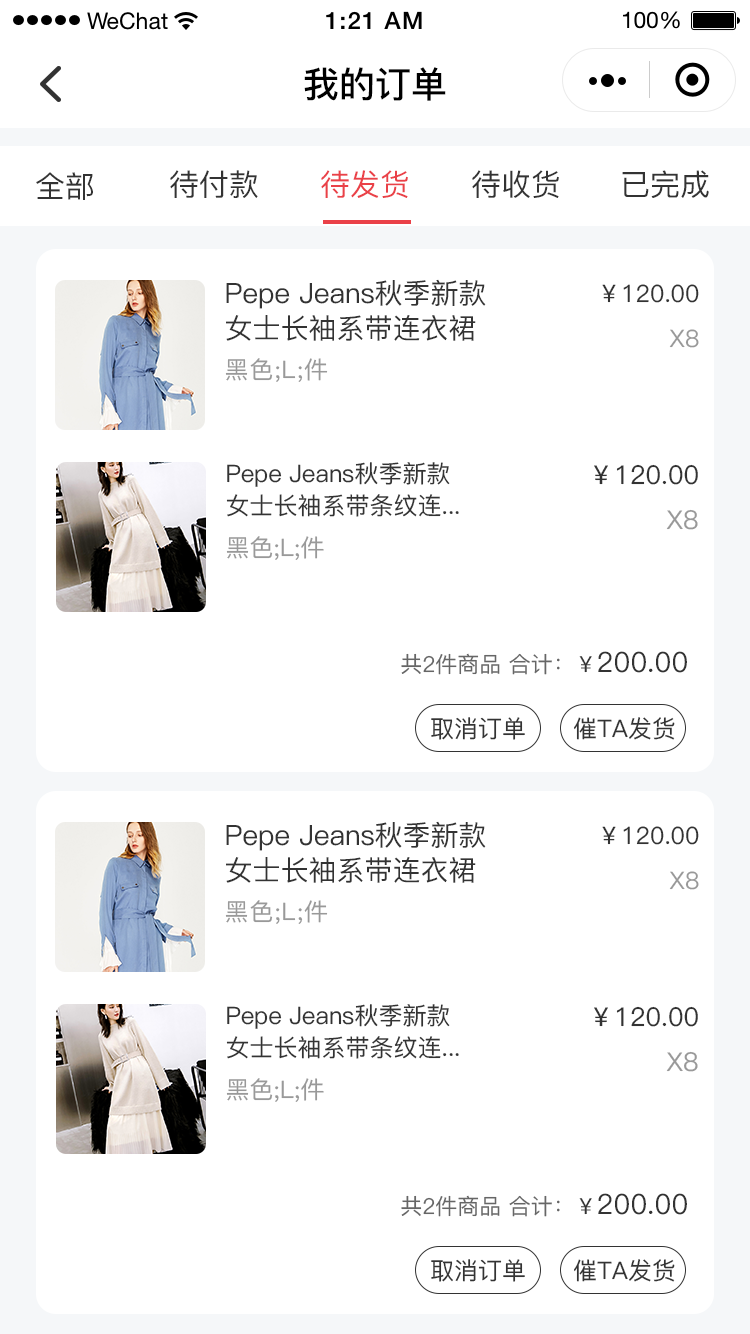 WeChat 1:21 AM 100%
我的订单
全部 待付款 待发货 待收货 已完成
Pepe Jeans秋季新款 ¥120.00
女士长袖系带连衣裙 X8
黑色;L;件
Pepe Jeans秋季新款 ¥120.00
女士长袖系带条纹连... X8
黑色;L;件
共2件商品 合计: ¥200.00
取消订单 催TA发货
Pepe Jeans秋季新款 ¥120.00
女士长袖系带连衣裙 X8
黑色;L;件
Pepe Jeans秋季新款 ¥120.00
女士长袖系带条纹连... X8
黑色;L;件
共2件商品 合计: ¥200.00
取消订单 催TA发货